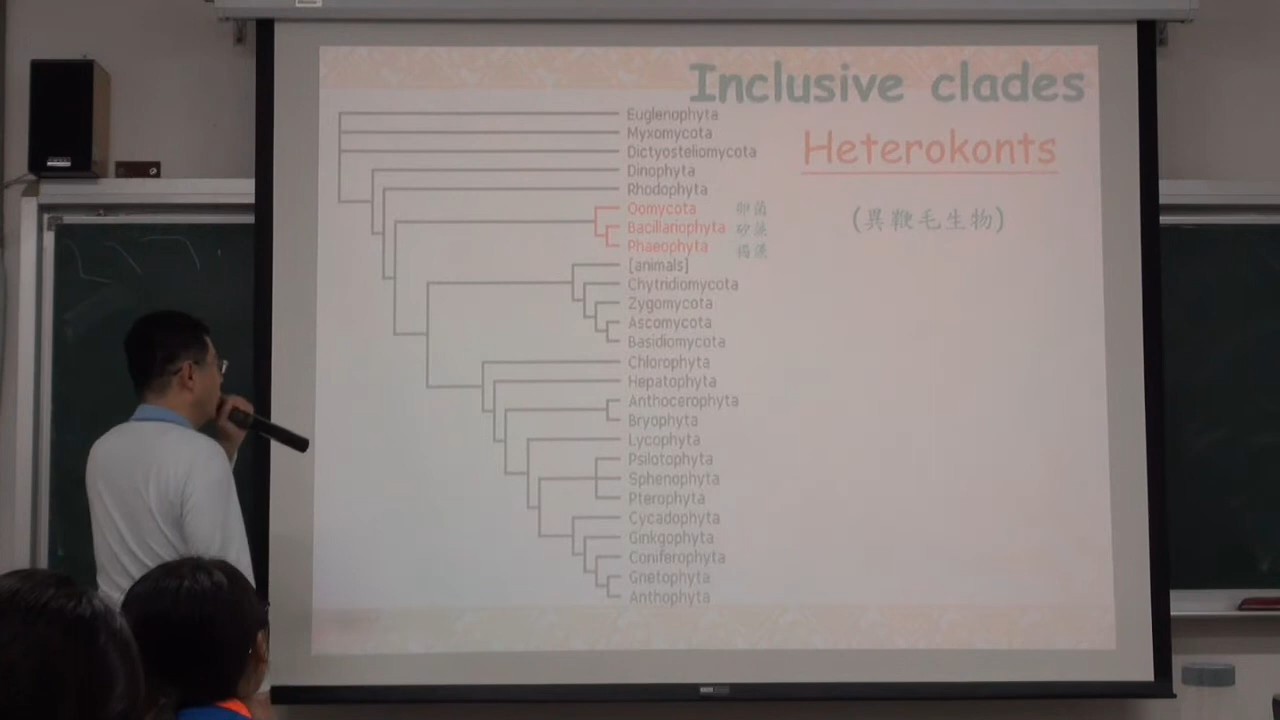 Inclusive clades
Heterokonts
(異鞭毛生物)
Euglenophyta
Myxomycota
Dictyosteliomycota
Dinophyta
Rhodophyta
Oomycota 卵菌
Bacillariophyta 矽藻
Phaeophyta 褐藻
[animals]
Chytridiomycota
Zygomycota
Ascomycota
Basidiomycota
Chlorophyta
Hepatophyta
Anthocerophyta
Bryophyta
Lycophyta
Psilotophyta
Sphenophyta
Pterophyta
Cycadophyta
Ginkgophyta
Coniferophyta
Gnetophyta
Anthophyta